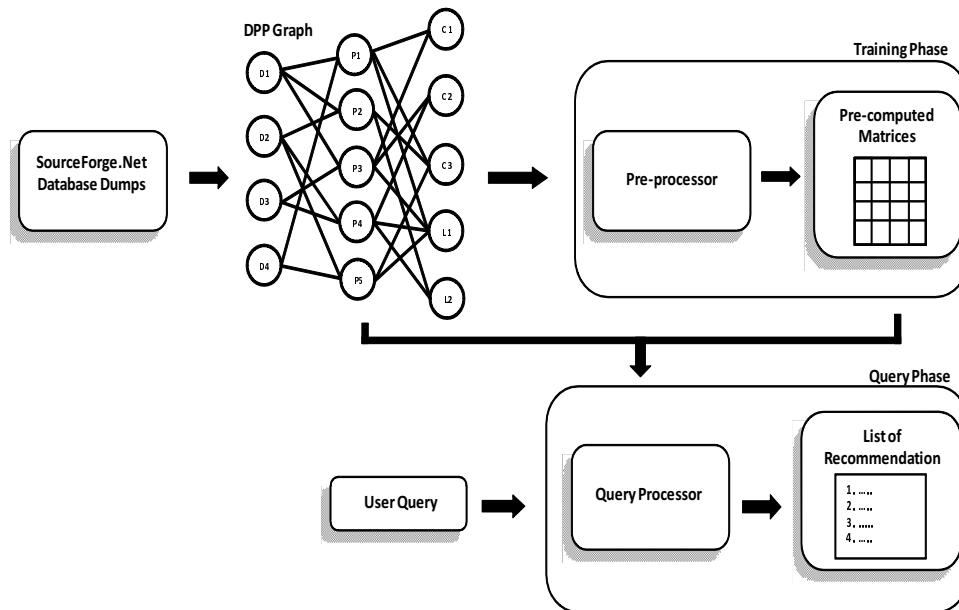 DPP Graph
D1
D2
D3
D4
P1
P2
P3
P4
P5
C1
C2
C3
L1
L2
SourceForge.Net
Database Dumps
Training Phase
Pre-processor
Pre-computed
Matrices
Query Phase
User Query
Query Processor
List of
Recommendation
1. .....
2. .....
3. .....
4. .....